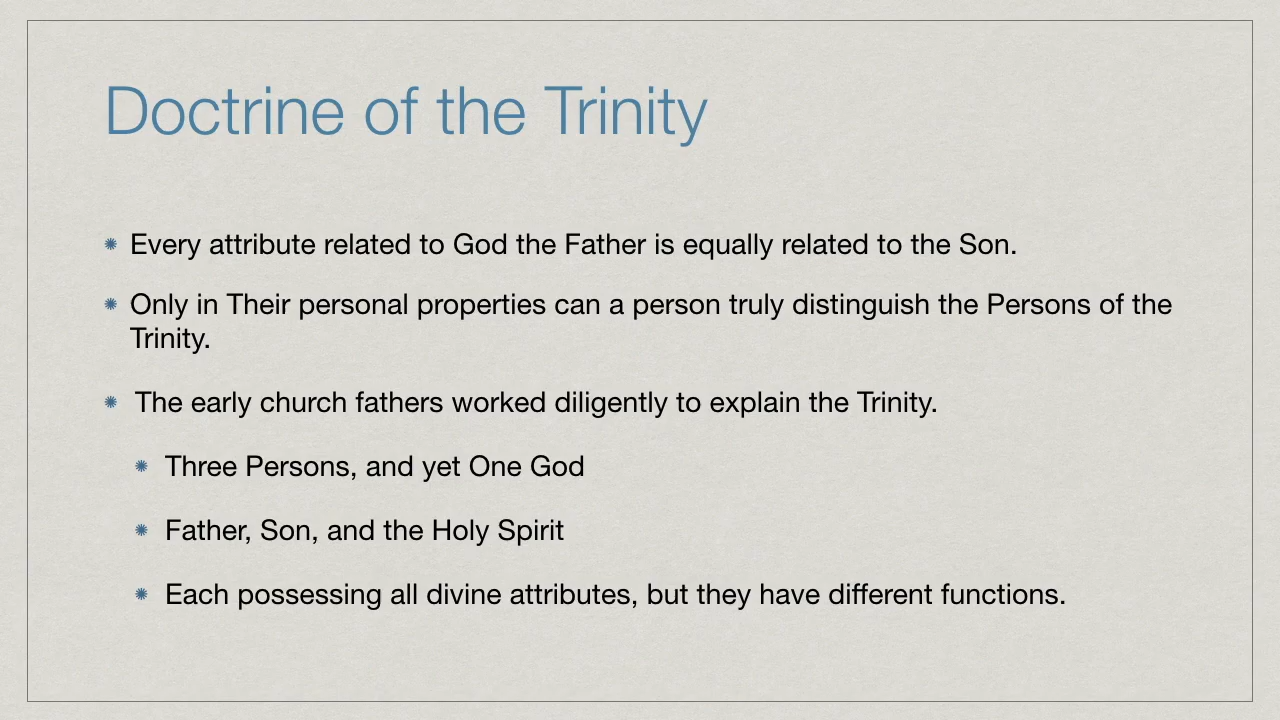 Doctrine of the Trinity
Every attribute related to God the Father is equally related to the Son.
Only in Their personal properties can a person truly distinguish the Persons of the
Trinity.
The early church fathers worked diligently to explain the Trinity.
Three Persons, and yet One God
Father, Son, and the Holy Spirit
Each possessing all divine attributes, but they have different functions.